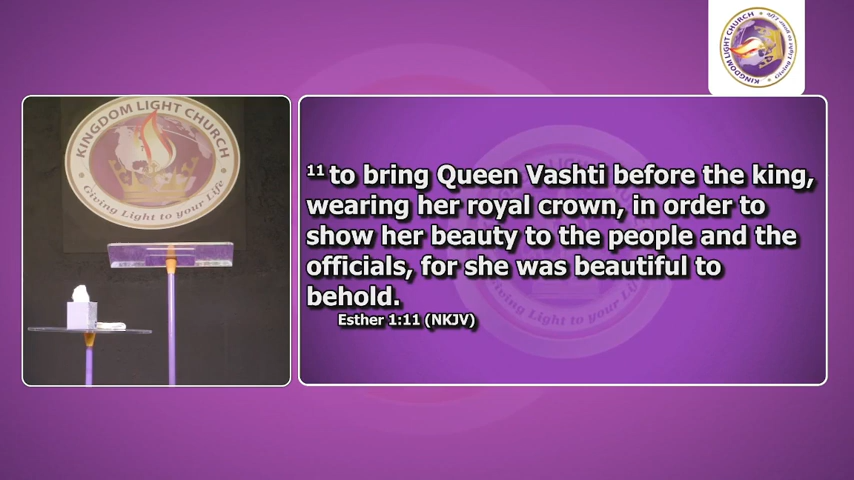 KINGDOM LIGHT CHURCH
Giving Light to your Life
KINGDOM LIGHT CHURCH
Giving Light to your Life
11 to bring Queen Vashti before the king,
wearing her royal crown, in order to
show her beauty to the people and the
officials, for she was beautiful to
behold.
Esther 1:11 (NKJV)